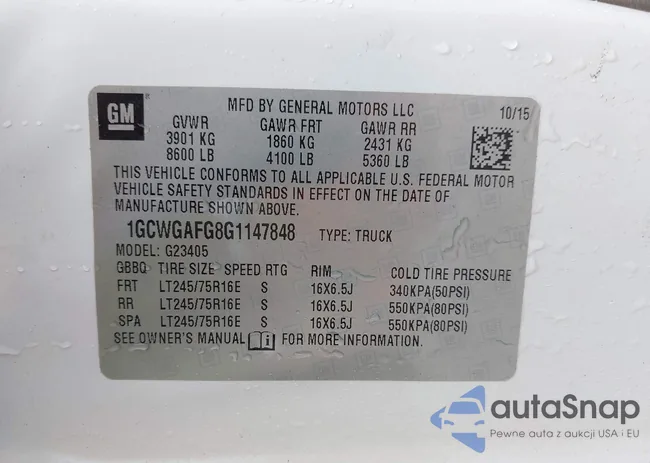 GM
MFD BY GENERAL MOTORS LLC
10/15
GVWR GAWR FRT GAWR RR
3901 KG 1860 KG 2431 KG
8600 LB 4100 LB 5360 LB
THIS VEHICLE CONFORMS TO ALL APPLICABLE U.S. FEDERAL MOTOR
VEHICLE SAFETY STANDARDS IN EFFECT ON THE DATE OF
MANUFACTURE SHOWN ABOVE.
1GCWGAFG8G1147848 TYPE: TRUCK
MODEL: G23405
GBBQ TIRE SIZE SPEED RTG RIM COLD TIRE PRESSURE
FRT LT245/75R16E S 16X6.5J 340KPA(50PSI)
RR LT245/75R16E S 16X6.5J 550KPA(80PSI)
SPA LT245/75R16E S 16X6.5J 550KPA(80PSI)
SEE OWNER'S MANUAL i FOR MORE INFORMATION.
autoSnap
Pewne auta z aukcji USA i EU